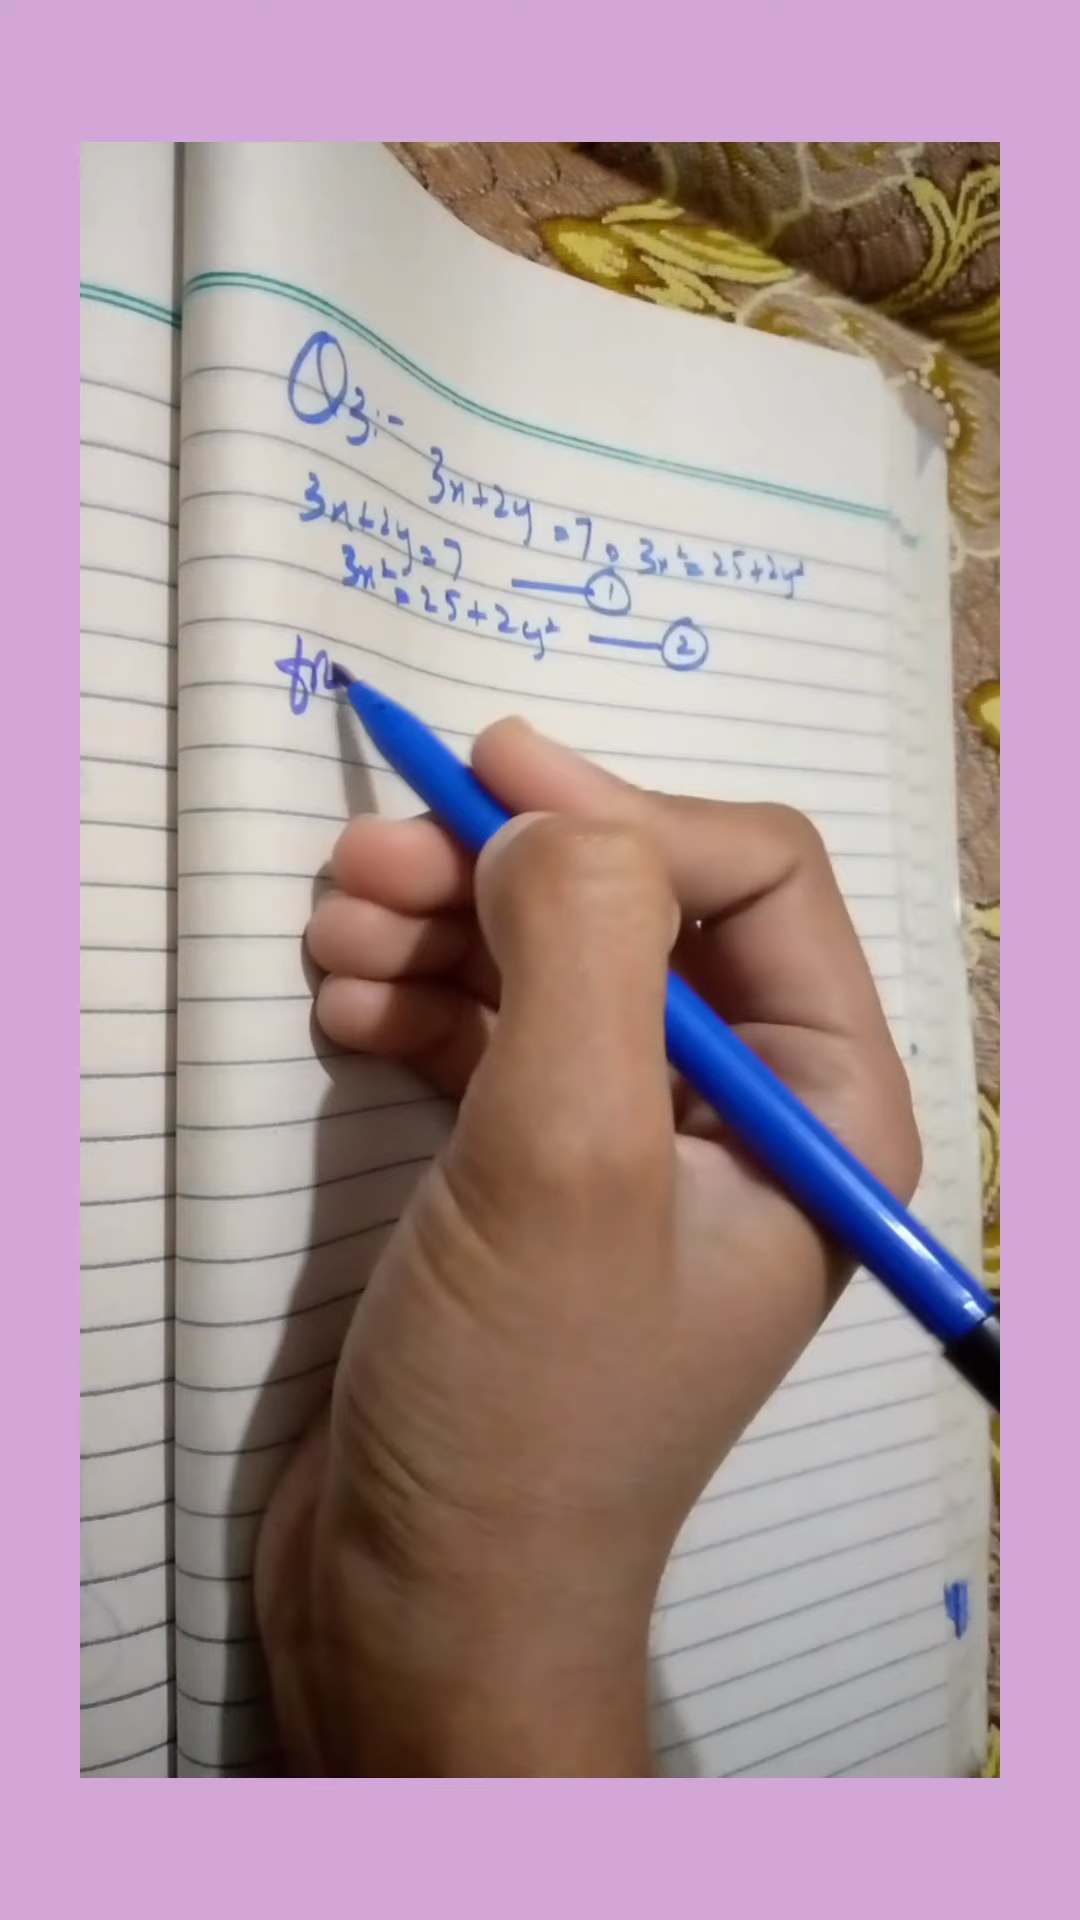 Q3:-
3x+2y=7, 3x²=25+2y²
3x+2y=7 —①
3x²=25+2y² —②
fr